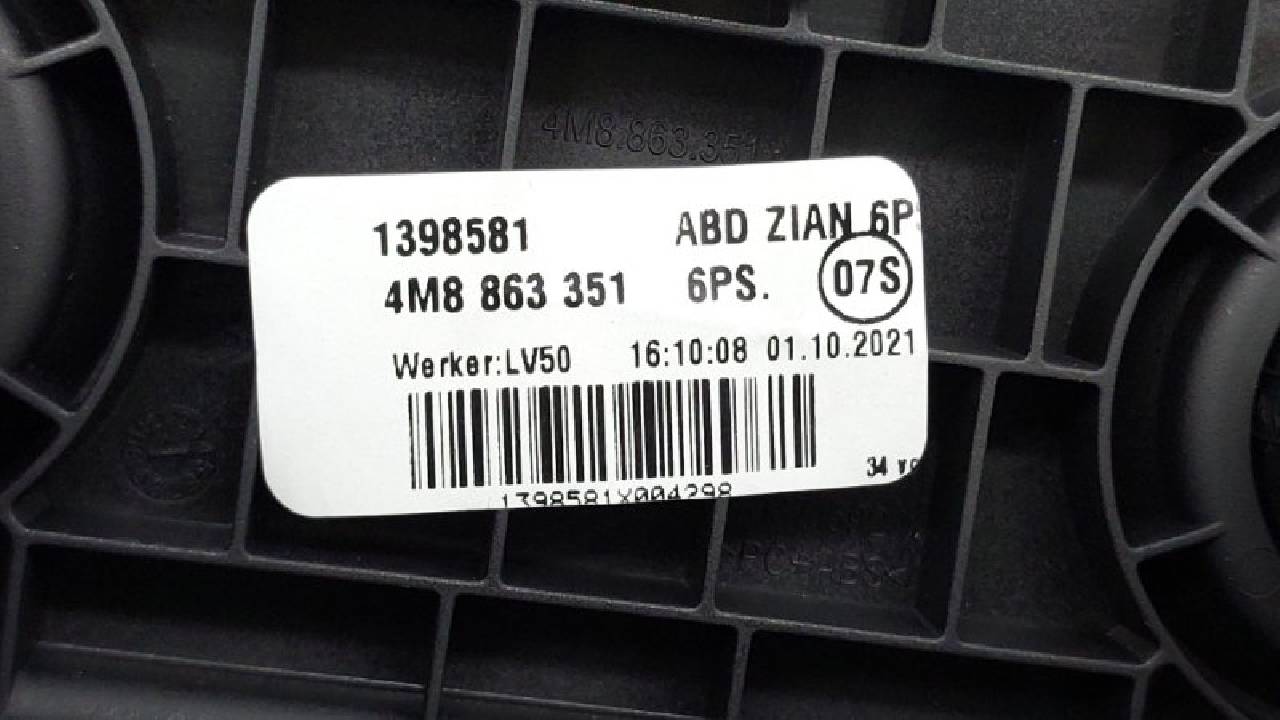 4M8.863.351
1398581 ABD ZIAN 6P
4M8 863 351 6PS. 07S
Werker:LV50 16:10:08 01.10.2021
34
1398581X004298